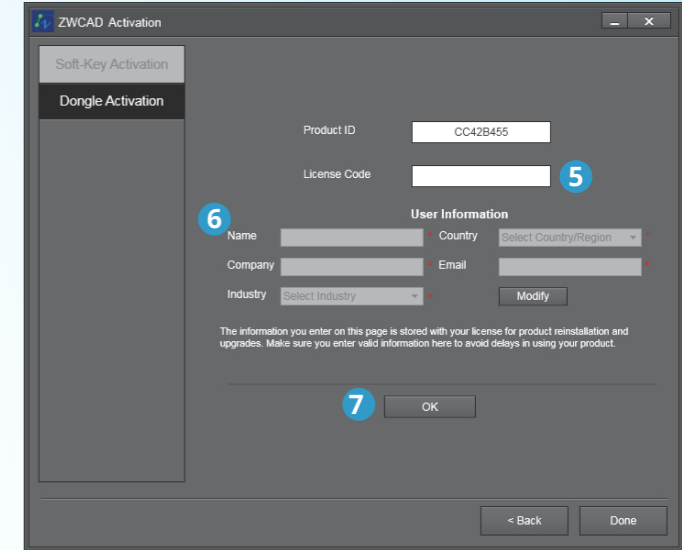 ZWCAD Activation
Soft-Key Activation
Dongle Activation
Product ID CC42B455
License Code 5
User Information
6
Name * Country Select Country/Region *
Company * Email *
Industry Select Industry * Modify
The information you enter on this page is stored with your license for product reinstallation and
upgrades. Make sure you enter valid information here to avoid delays in using your product.
7 OK
< Back Done